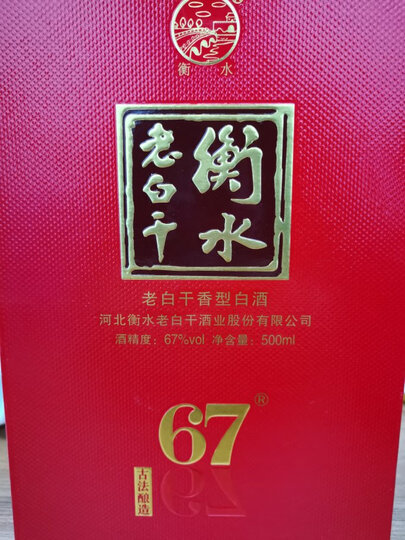 衡水
®
衡水
老白干
老白干香型白酒
河北衡水老白干酒业股份有限公司
酒精度：67%vol 净含量：500ml
67®
古法酿造